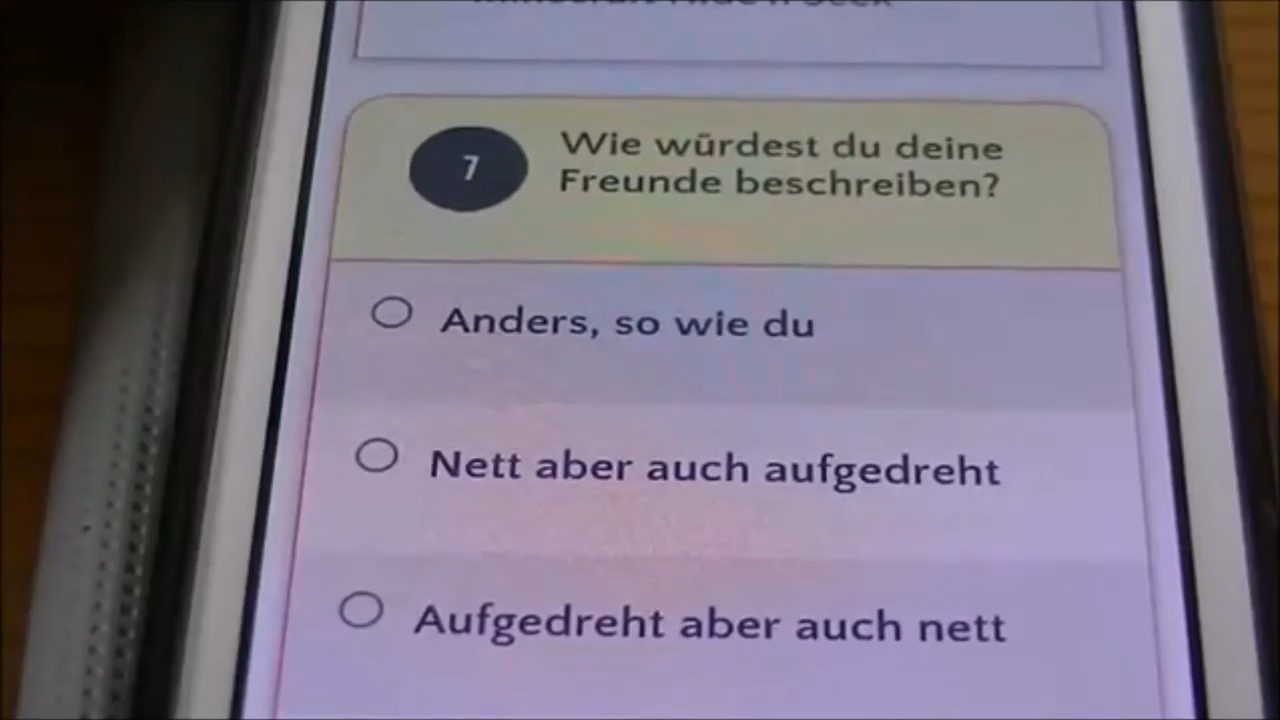 7
Wie würdest du deine
Freunde beschreiben?
Anders, so wie du
Nett aber auch aufgedreht
Aufgedreht aber auch nett